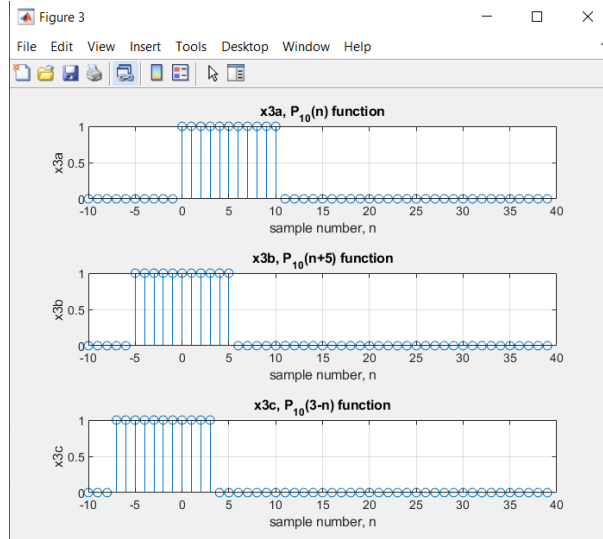 Figure 3
File Edit View Insert Tools Desktop Window Help
x3a, P10(n) function
1
0.5
0
x3a
-10 -5 0 5 10 15 20 25 30 35 40
sample number, n
x3b, P10(n+5) function
1
0.5
0
x3b
-10 -5 0 5 10 15 20 25 30 35 40
sample number, n
x3c, P10(3-n) function
1
0.5
0
x3c
-10 -5 0 5 10 15 20 25 30 35 40
sample number, n